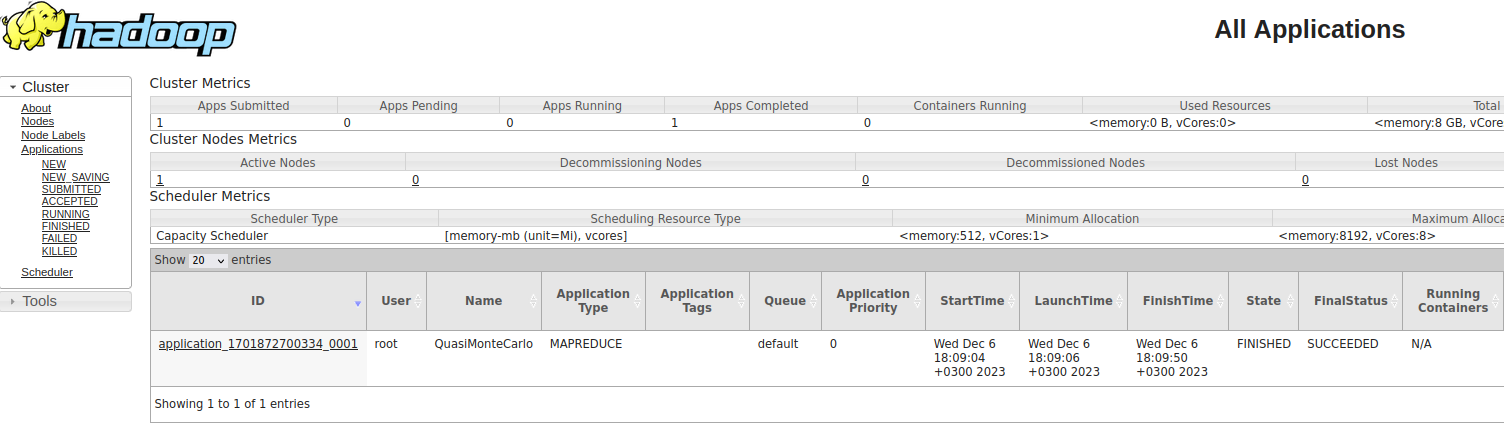 hadoop
All Applications
Cluster
About
Nodes
Node Labels
Applications
NEW
NEW_SAVING
SUBMITTED
ACCEPTED
RUNNING
FINISHED
FAILED
KILLED
Scheduler
Tools
Cluster Metrics
Apps Submitted Apps Pending Apps Running Apps Completed Containers Running Used Resources Total
1 0 0 1 0 <memory:0 B, vCores:0> <memory:8 GB, vCore
Cluster Nodes Metrics
Active Nodes Decommissioning Nodes Decommissioned Nodes Lost Nodes
1 0 0 0
Scheduler Metrics
Scheduler Type Scheduling Resource Type Minimum Allocation Maximum Alloca
Capacity Scheduler [memory-mb (unit=Mi), vcores] <memory:512, vCores:1> <memory:8192, vCores:8>
Show 20 entries
ID User Name Application Type Application Tags Queue Application Priority StartTime LaunchTime FinishTime State FinalStatus Running Containers
application_1701872700334_0001 root QuasiMonteCarlo MAPREDUCE default 0 Wed Dec 6 18:09:04 +0300 2023 Wed Dec 6 18:09:06 +0300 2023 Wed Dec 6 18:09:50 +0300 2023 FINISHED SUCCEEDED N/A
Showing 1 to 1 of 1 entries